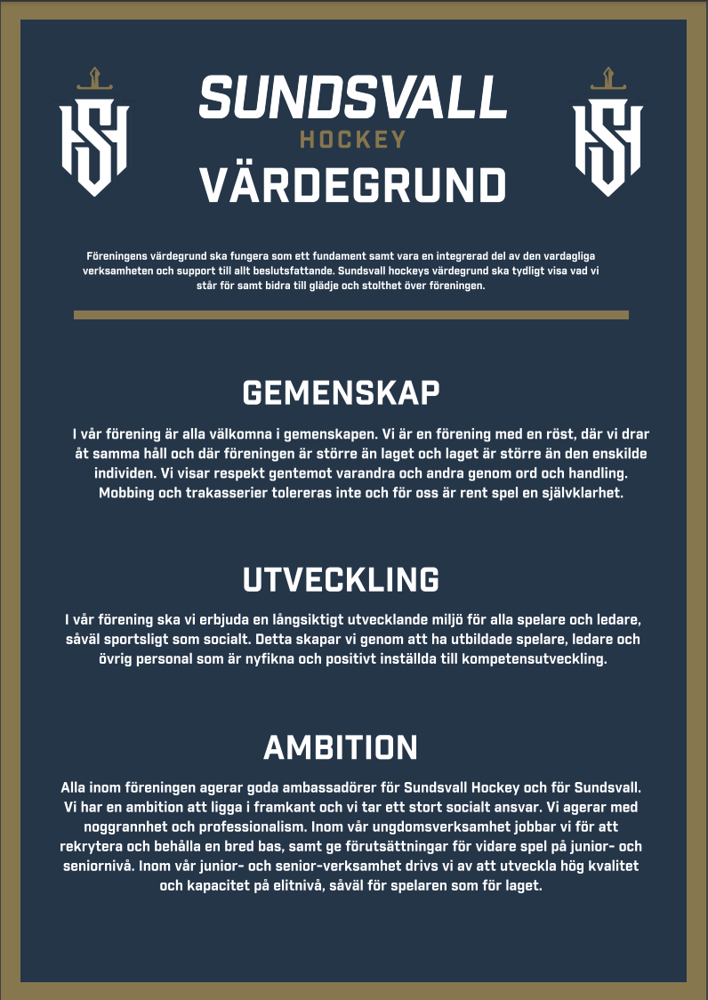 SUNDSVALL
HOCKEY
VÄRDEGRUND
Föreningens värdegrund ska fungera som ett fundament samt vara en integrerad del av den vardagliga
verksamheten och support till allt beslutsfattande. Sundsvall hockeys värdegrund ska tydligt visa vad vi
står för samt bidra till glädje och stolthet över föreningen.
GEMENSKAP
I vår förening är alla välkomna i gemenskapen. Vi är en förening med en röst, där vi drar
åt samma håll och där föreningen är större än laget och laget är större än den enskilde
individen. Vi visar respekt gentemot varandra och andra genom ord och handling.
Mobbing och trakasserier tolereras inte och för oss är rent spel en självklarhet.
UTVECKLING
I vår förening ska vi erbjuda en långsiktigt utvecklande miljö för alla spelare och ledare,
såväl sportsligt som socialt. Detta skapar vi genom att ha utbildade spelare, ledare och
övrig personal som är nyfikna och positivt inställda till kompetensutveckling.
AMBITION
Alla inom föreningen agerar goda ambassadörer för Sundsvall Hockey och för Sundsvall.
Vi har en ambition att ligga i framkant och vi tar ett stort socialt ansvar. Vi agerar med
noggrannhet och professionalism. Inom vår ungdomsverksamhet jobbar vi för att
rekrytera och behålla en bred bas, samt ge förutsättningar för vidare spel på junior- och
seniornivå. Inom vår junior- och senior-verksamhet drivs vi av att utveckla hög kvalitet
och kapacitet på elitnivå, såväl för spelaren som för laget.